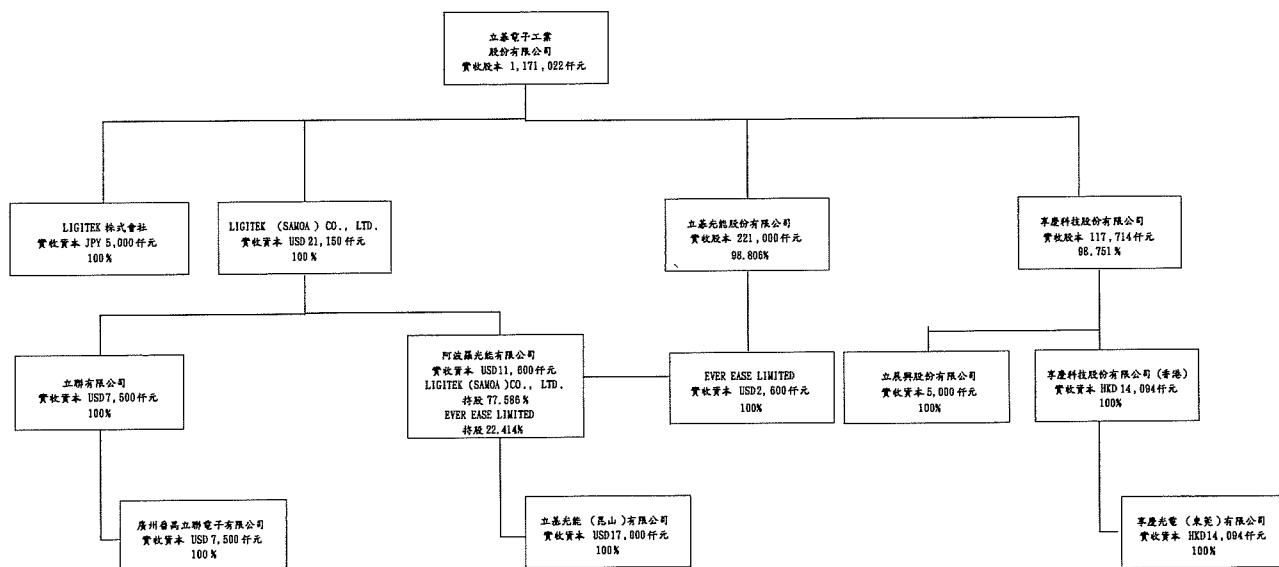 立碁電子工業
股份有限公司
實收股本 1,171,022仟元
LIGITEK 株式會社
實收資本 JPY 5,000仟元
100%
LIGITEK (SAMOA) CO., LTD.
實收資本 USD 21,150仟元
100%
立碁光能股份有限公司
實收股本 221,000仟元
98.806%
享慶科技股份有限公司
實收股本 117,714仟元
98.751%
立聯有限公司
實收資本 USD7,500仟元
100%
阿波羅光能有限公司
實收資本 USD11,600仟元
LIGITEK (SAMOA)CO., LTD.
持股 77.586%
EVER EASE LIMITED
持股 22.414%
EVER EASE LIMITED
實收資本 USD2,600仟元
100%
立展興股份有限公司
實收資本5,000仟元
100%
享慶科技股份有限公司(香港)
實收資本 HKD 14,094仟元
100%
廣州番禺立聯電子有限公司
實收資本 USD 7,500仟元
100%
立基光能 (昆山)有限公司
實收資本 USD17,000仟元
100%
享慶光電 (東莞)有限公司
實收資本 HKD14,094仟元
100%